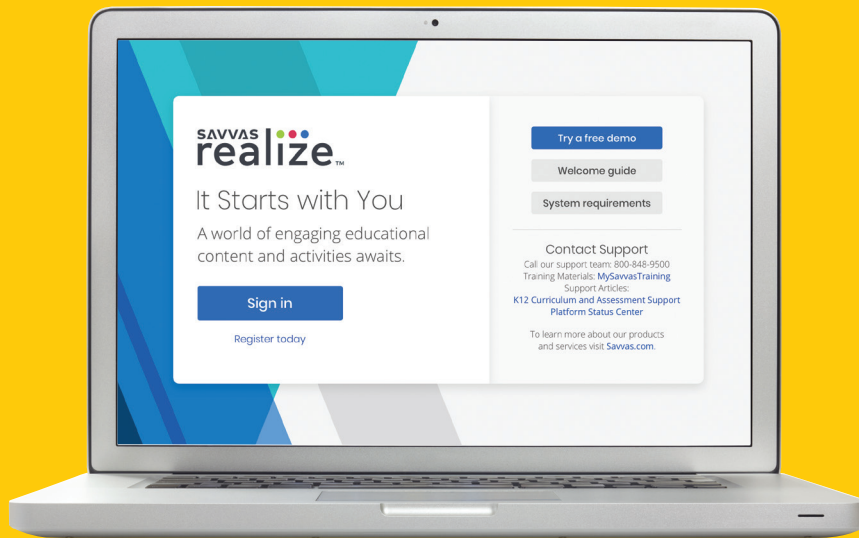 SAVVAS
realize™
It Starts with You
A world of engaging educational
content and activities awaits.
Sign in
Register today
Try a free demo
Welcome guide
System requirements
Contact Support
Call our support team: 800-848-9500
Training Materials: MySavvasTraining
Support Articles:
K12 Curriculum and Assessment Support
Platform Status Center
To learn more about our products
and services visit Savvas.com.